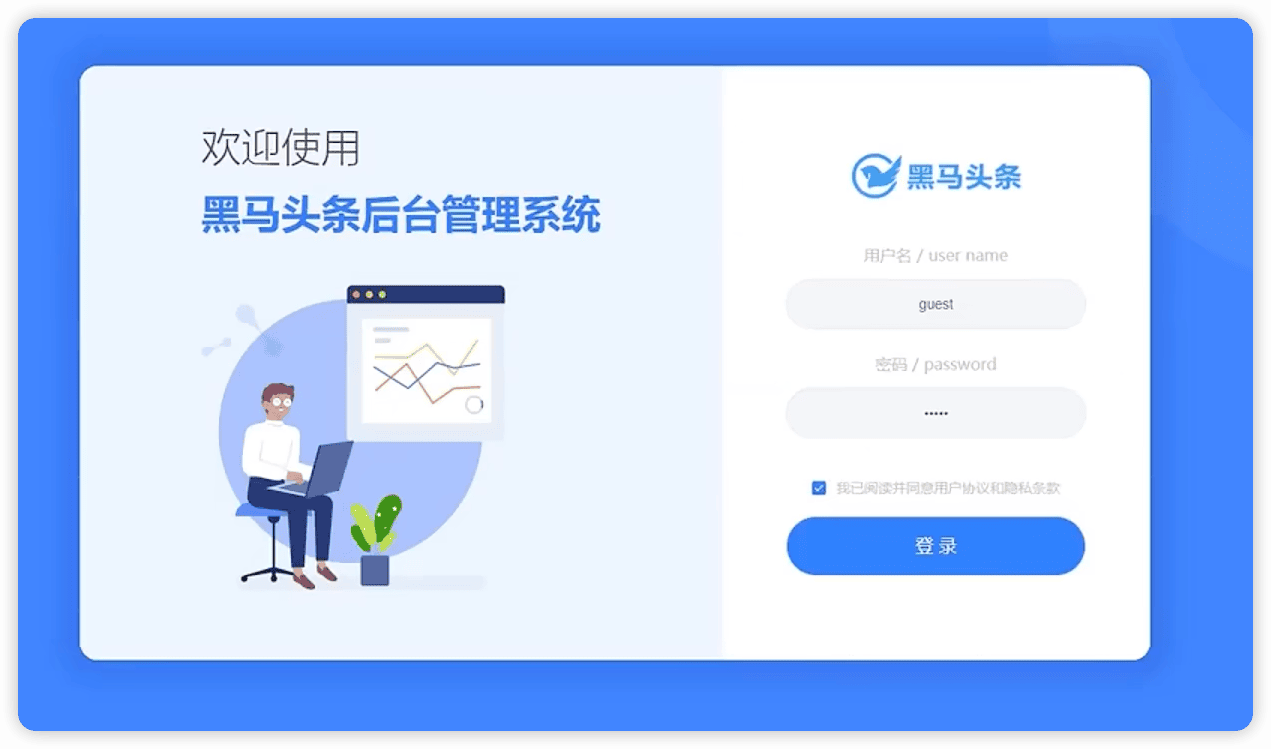 欢迎使用
黑马头条后台管理系统
黑马头条
用户名 / user name
guest
密码 / password
•••••
我已阅读并同意用户协议和隐私条款
登录